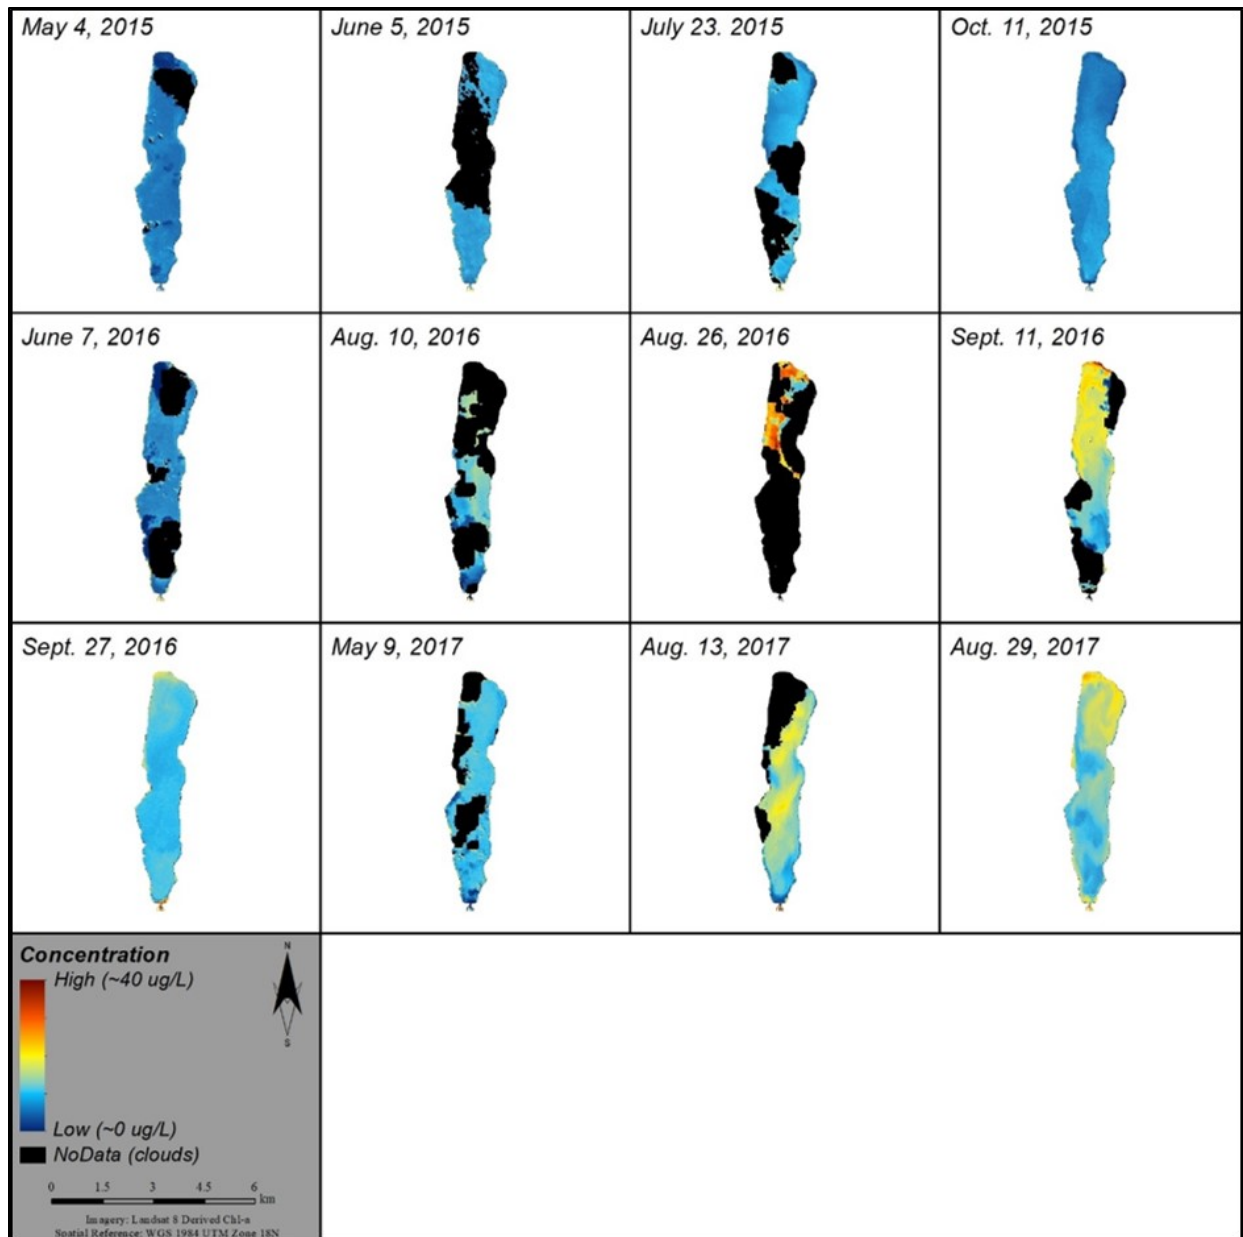 May 4, 2015
June 5, 2015
July 23. 2015
Oct. 11, 2015
June 7, 2016
Aug. 10, 2016
Aug. 26, 2016
Sept. 11, 2016
Sept. 27, 2016
May 9, 2017
Aug. 13, 2017
Aug. 29, 2017
Concentration
High (~40 ug/L)
Low (~0 ug/L)
NoData (clouds)
N
S
0 1.5 3 4.5 6
km
Imagery: Landsat 8 Derived Chl-a
Spatial Reference: WGS 1984 UTM Zone 18N